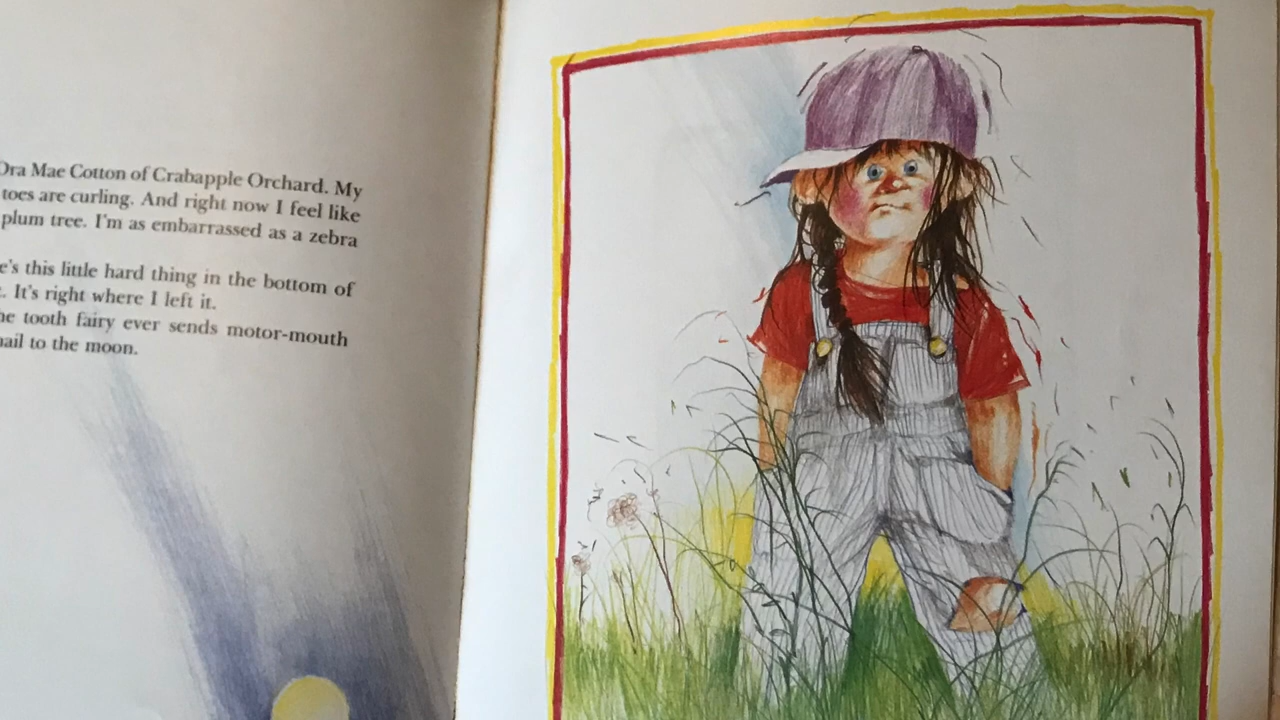 Ora Mae Cotton of Crabapple Orchard. My
toes are curling. And right now I feel like
plum tree. I'm as embarrassed as a zebra
e's this little hard thing in the bottom of
. It's right where I left it.
he tooth fairy ever sends motor-mouth
ail to the moon.